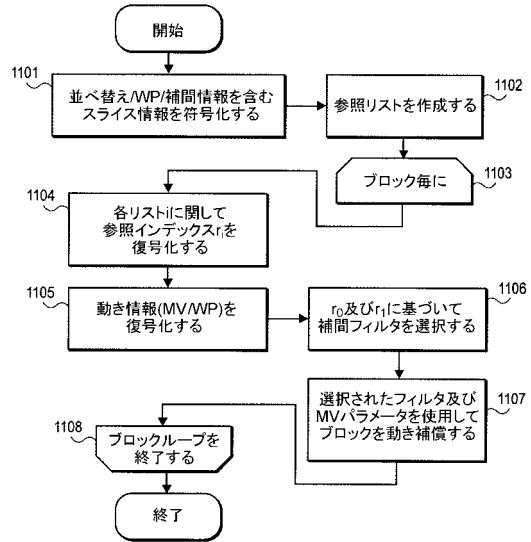 開始
1101
並べ替え/WP/補間情報を含む
スライス情報を符号化する
1102
参照リストを作成する
1103
ブロック毎に
1104
各リストiに関して
参照インデックスriを
復号化する
1105
動き情報(MV/WP)を
復号化する
1106
r0及びr1に基づいて
補間フィルタを選択する
1107
選択されたフィルタ及び
MVパラメータを使用して
ブロックを動き補償する
1108
ブロックループを
終了する
終了